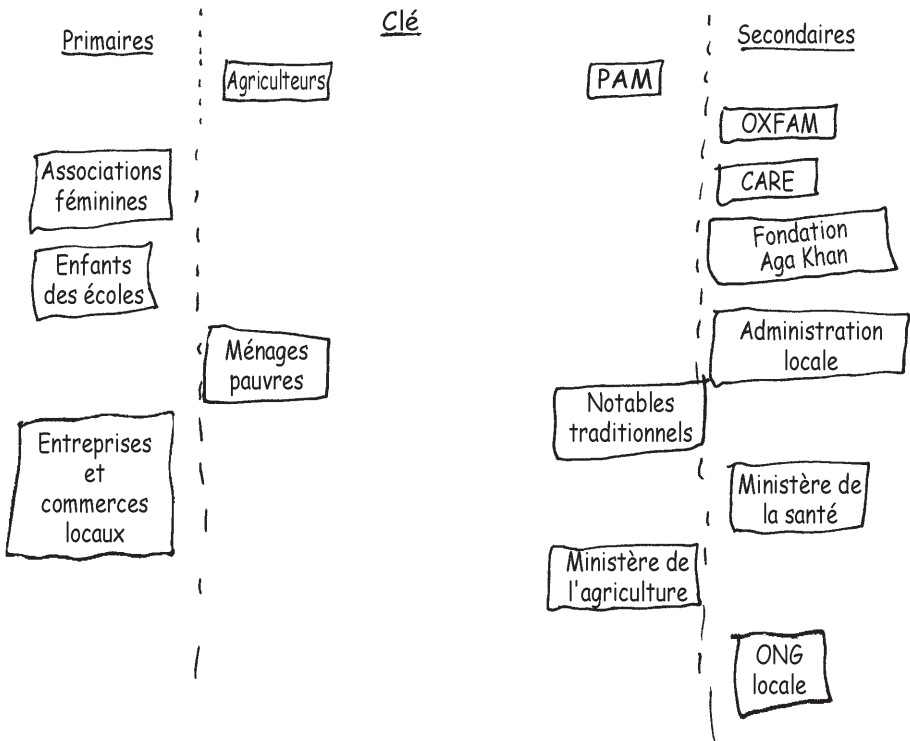 Primaires
Clé
Secondaires
Agriculteurs
PAM
OXFAM
Associations
féminines
CARE
Fondation
Aga Khan
Enfants
des écoles
Administration
locale
Ménages
pauvres
Notables
traditionnels
Entreprises
et
commerces
locaux
Ministère de
la santé
Ministère de
l'agriculture
ONG
locale